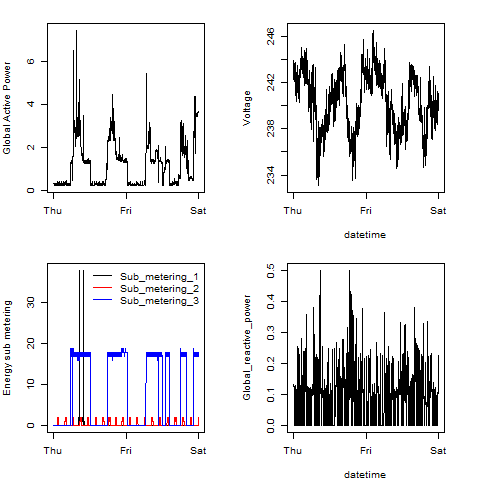 Global Active Power
0 2 4 6
Thu Fri Sat
Voltage
234 238 242 246
Thu Fri Sat
datetime
Energy sub metering
0 10 20 30
Sub_metering_1
Sub_metering_2
Sub_metering_3
Thu Fri Sat
Global_reactive_power
0.0 0.1 0.2 0.3 0.4 0.5
Thu Fri Sat
datetime